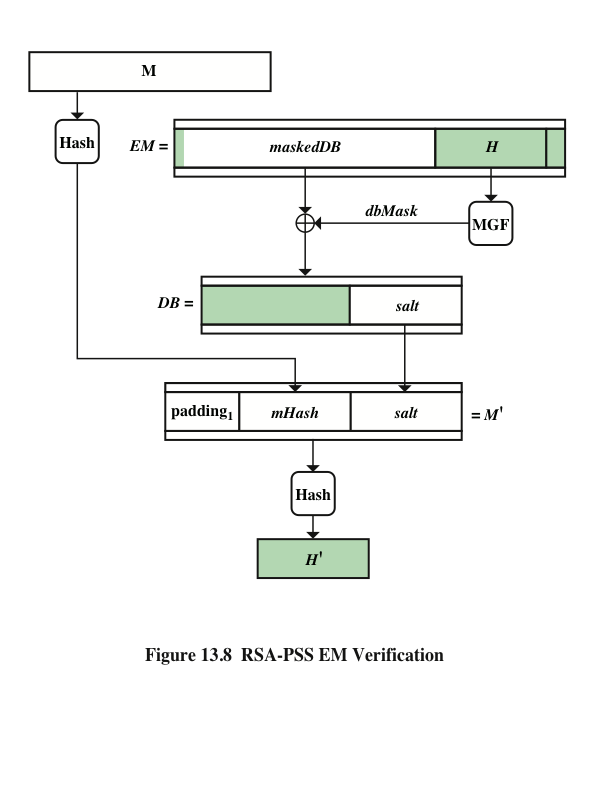 M
Hash
EM =
maskedDB
H
dbMask
MGF
DB =
salt
padding₁
mHash
salt
= M'
Hash
H'
Figure 13.8 RSA-PSS EM Verification